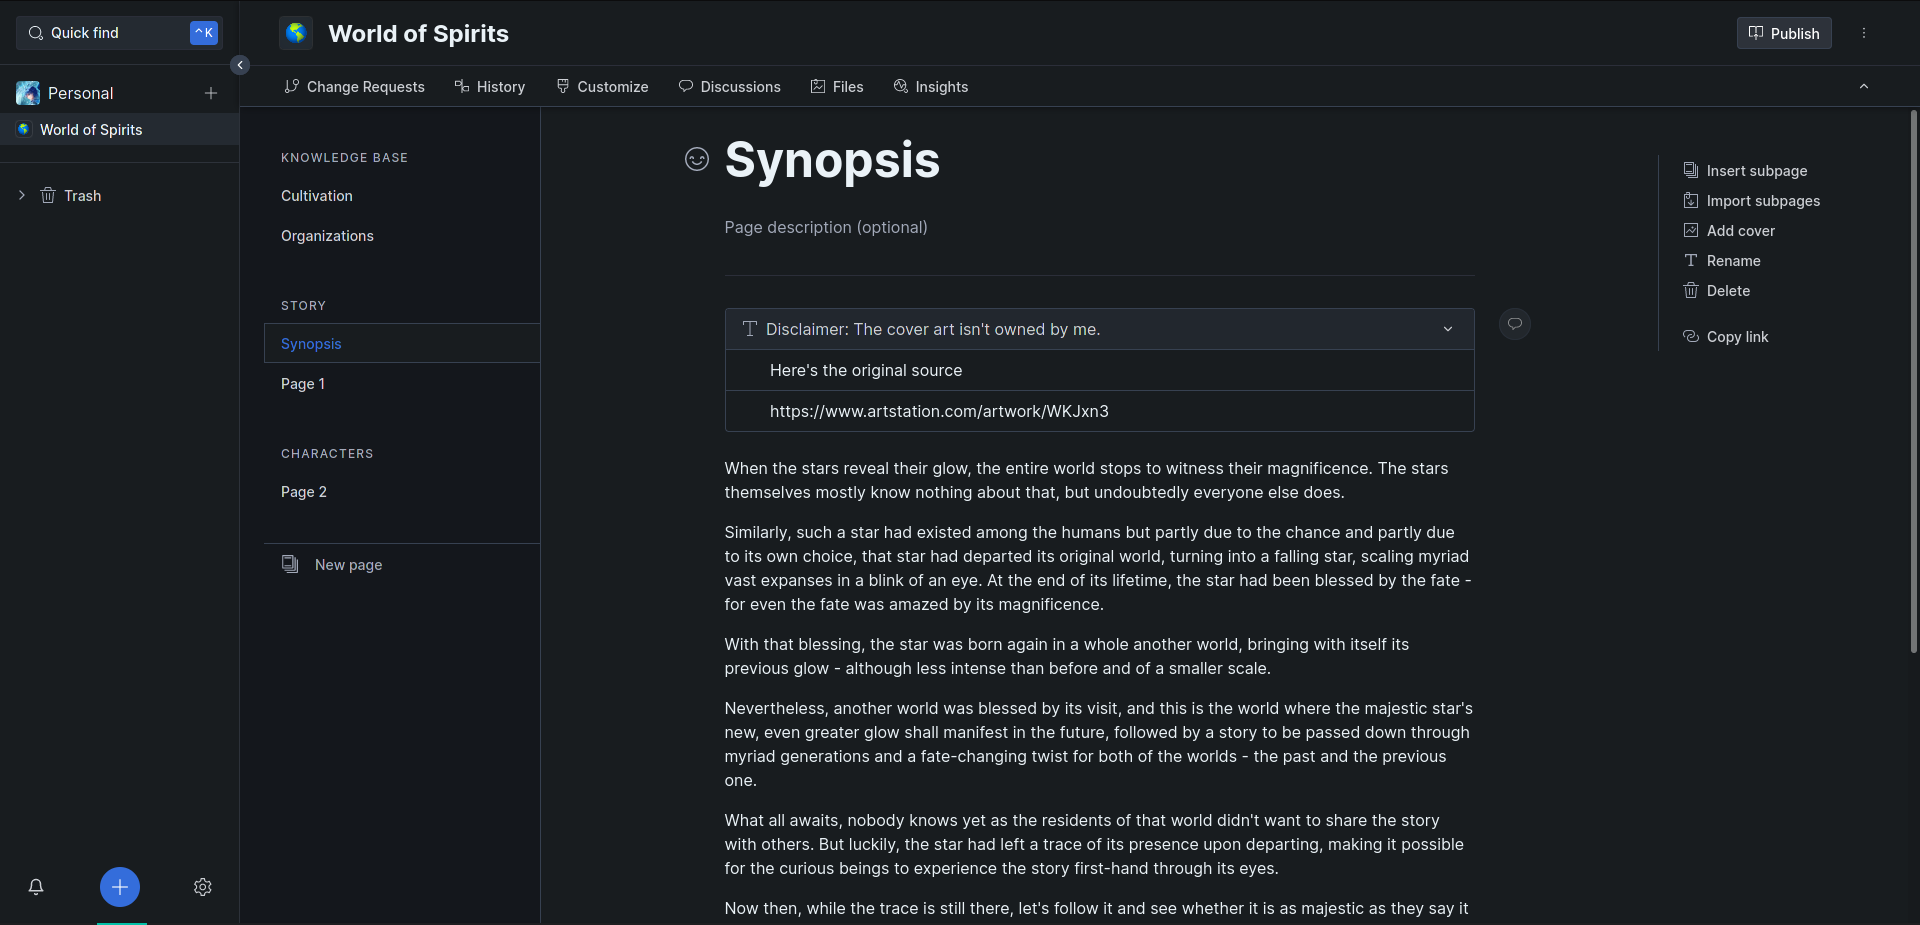 Quick find
^K
World of Spirits
Publish
Personal
World of Spirits
Trash
Change Requests
History
Customize
Discussions
Files
Insights
KNOWLEDGE BASE
Cultivation
Organizations
STORY
Synopsis
Page 1
CHARACTERS
Page 2
New page
Synopsis
Page description (optional)
Disclaimer: The cover art isn't owned by me.
Here's the original source
https://www.artstation.com/artwork/WKJxn3
When the stars reveal their glow, the entire world stops to witness their magnificence. The stars
themselves mostly know nothing about that, but undoubtedly everyone else does.
Similarly, such a star had existed among the humans but partly due to the chance and partly due
to its own choice, that star had departed its original world, turning into a falling star, scaling myriad
vast expanses in a blink of an eye. At the end of its lifetime, the star had been blessed by the fate -
for even the fate was amazed by its magnificence.
With that blessing, the star was born again in a whole another world, bringing with itself its
previous glow - although less intense than before and of a smaller scale.
Nevertheless, another world was blessed by its visit, and this is the world where the majestic star's
new, even greater glow shall manifest in the future, followed by a story to be passed down through
myriad generations and a fate-changing twist for both of the worlds - the past and the previous
one.
What all awaits, nobody knows yet as the residents of that world didn't want to share the story
with others. But luckily, the star had left a trace of its presence upon departing, making it possible
for the curious beings to experience the story first-hand through its eyes.
Now then, while the trace is still there, let's follow it and see whether it is as majestic as they say it
Insert subpage
Import subpages
Add cover
Rename
Delete
Copy link